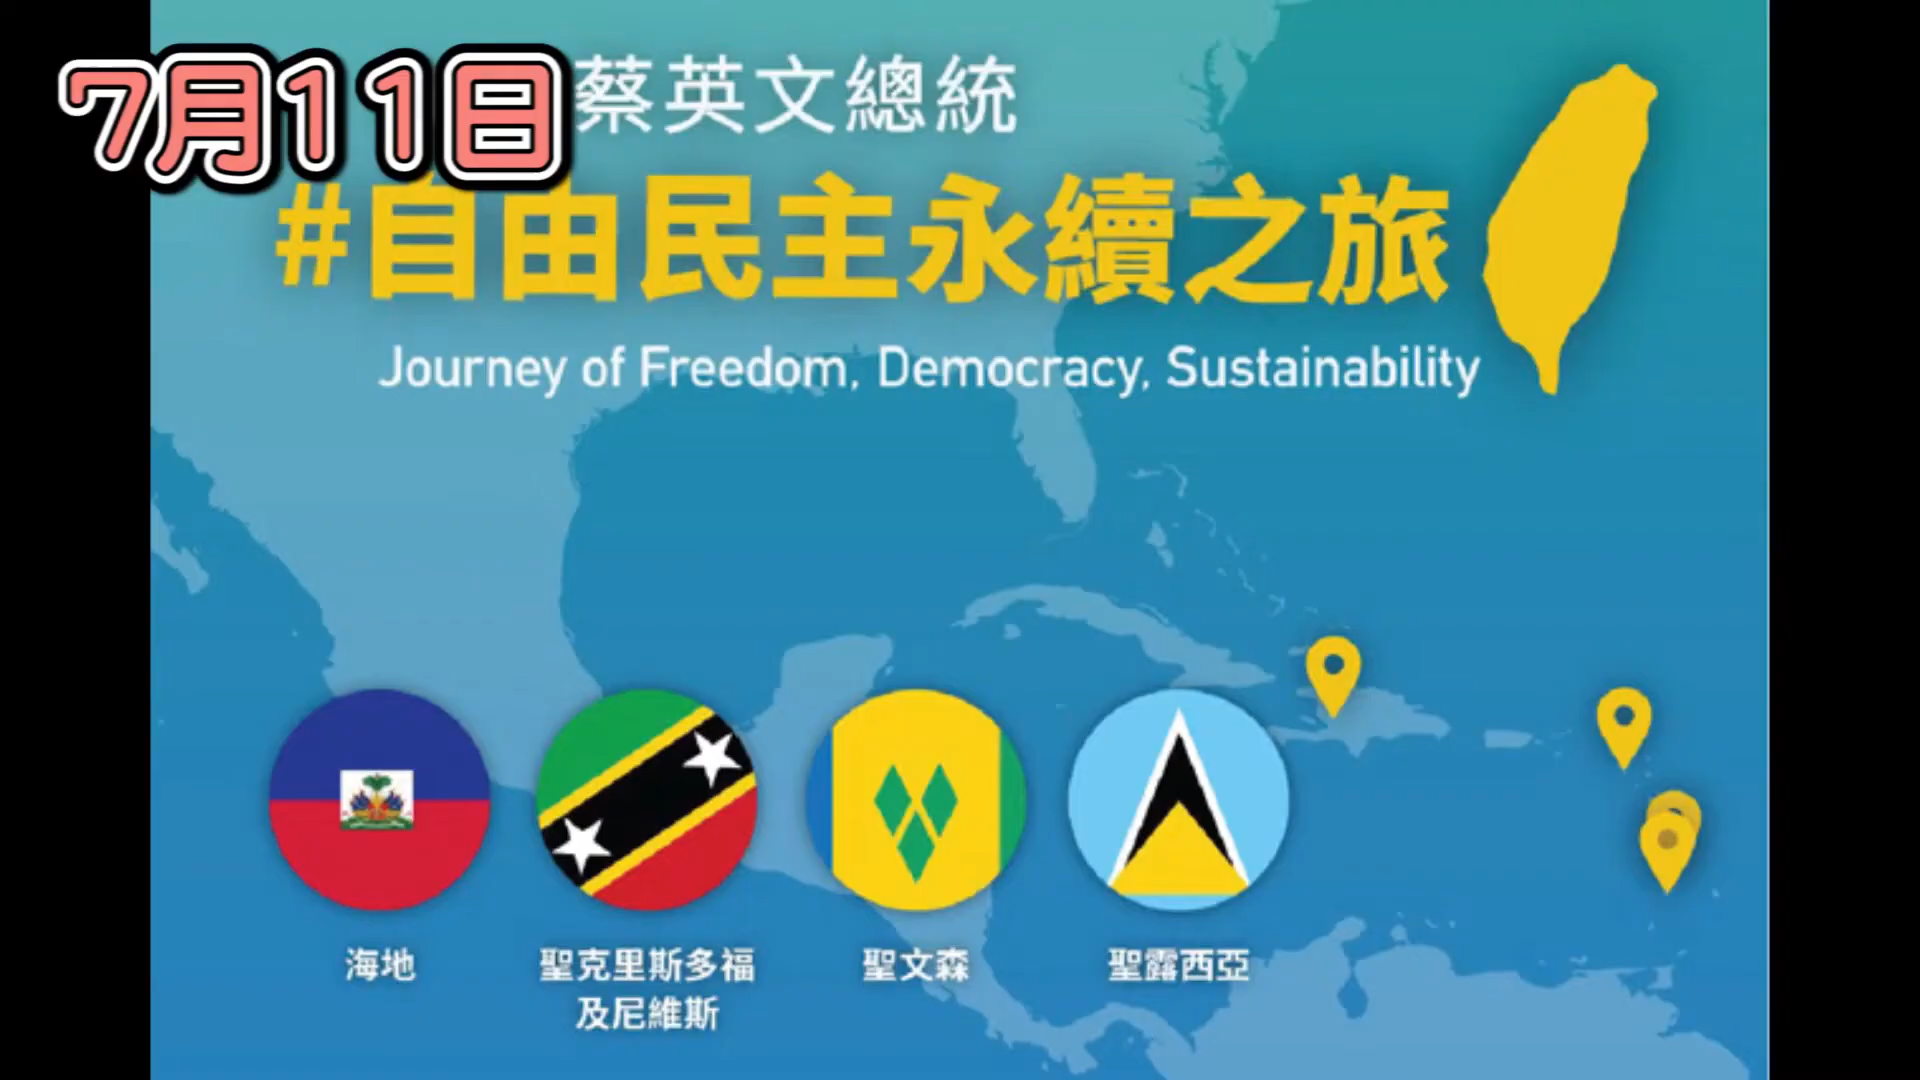 7月11日
蔡英文總統
#自由民主永續之旅
Journey of Freedom, Democracy, Sustainability
海地
聖克里斯多福
及尼維斯
聖文森
聖露西亞